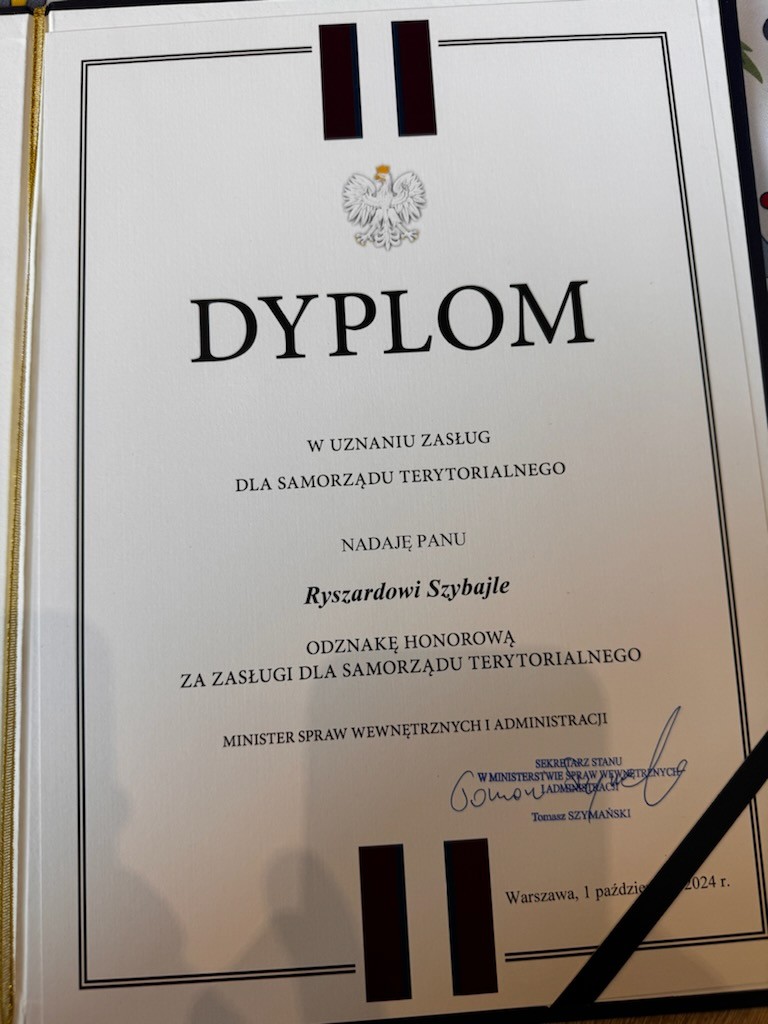 DYPLOM
W UZNANIU ZASŁUG
DLA SAMORZĄDU TERYTORIALNEGO
NADAJĘ PANU
Ryszardowi Szybajle
ODZNAKĘ HONOROWĄ
ZA ZASŁUGI DLA SAMORZĄDU TERYTORIALNEGO
MINISTER SPRAW WEWNĘTRZNYCH I ADMINISTRACJI
SEKRETARZ STANU
W MINISTERSTWIE SPRAW WEWNĘTRZNYCH
I ADMINISTRACJI
Tomasz SZYMAŃSKI
Warszawa, 1 2024 r.